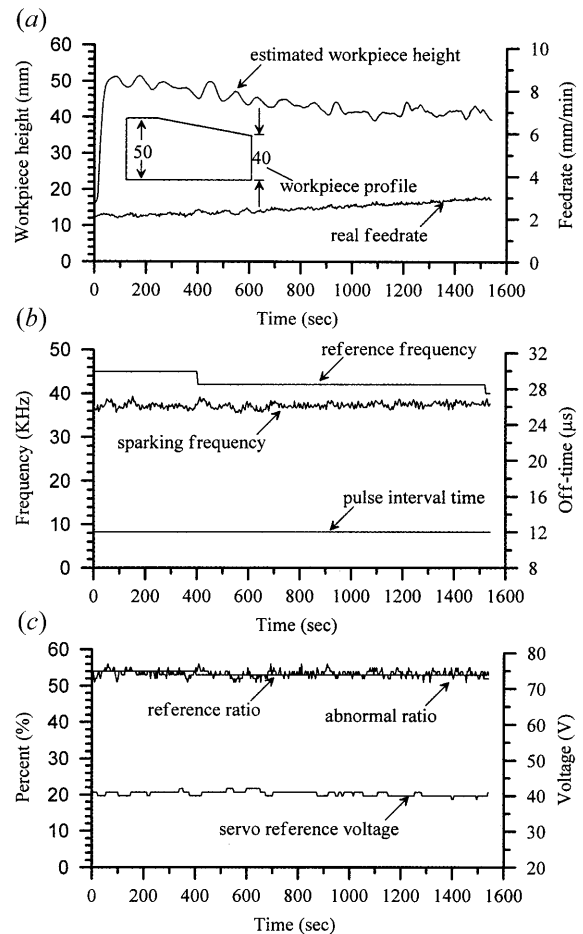 (a)
60
50
40
30
20
10
0
Workpiece height (mm)
10
8
6
4
2
0
Feedrate (mm/min)
estimated workpiece height
50
40
workpiece profile
real feedrate
0 200 400 600 800 1000 1200 1400 1600
Time (sec)
(b)
50
40
30
20
10
0
Frequency (KHz)
32
28
24
20
16
12
8
Off-time (μs)
reference frequency
sparking frequency
pulse interval time
0 200 400 600 800 1000 1200 1400 1600
Time (sec)
(c)
60
50
40
30
20
10
0
Percent (%)
80
70
60
50
40
30
20
Voltage (V)
reference ratio
abnormal ratio
servo reference voltage
0 200 400 600 800 1000 1200 1400 1600
Time (sec)